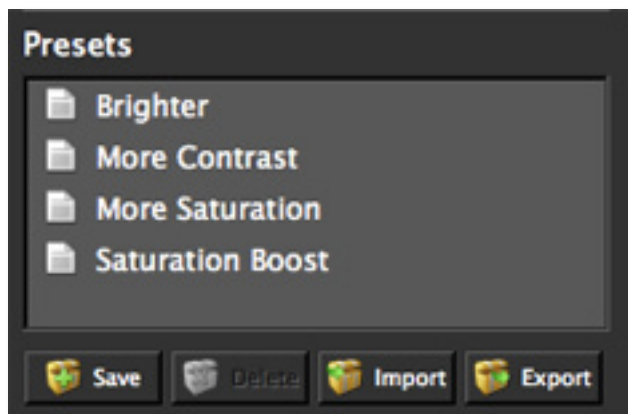 Presets
Brighter
More Contrast
More Saturation
Saturation Boost
Save Delete Import Export